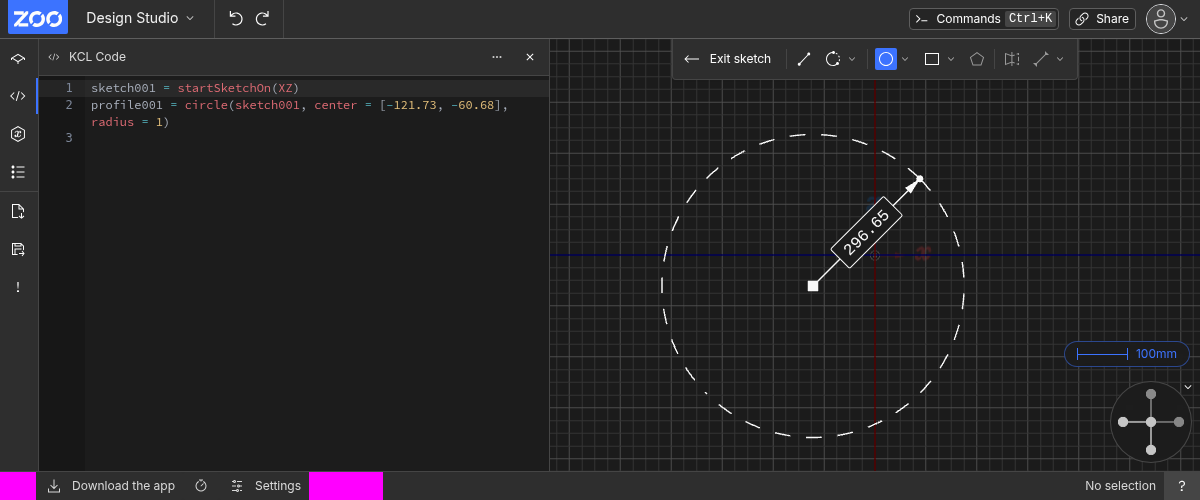 ZOO
Design Studio
Commands Ctrl+K
Share
KCL Code
Exit sketch
1 sketch001 = startSketchOn(XZ)
2 profile001 = circle(sketch001, center = [-121.73, -60.68],
radius = 1)
3
296.65
100mm
Download the app
Settings
No selection
?